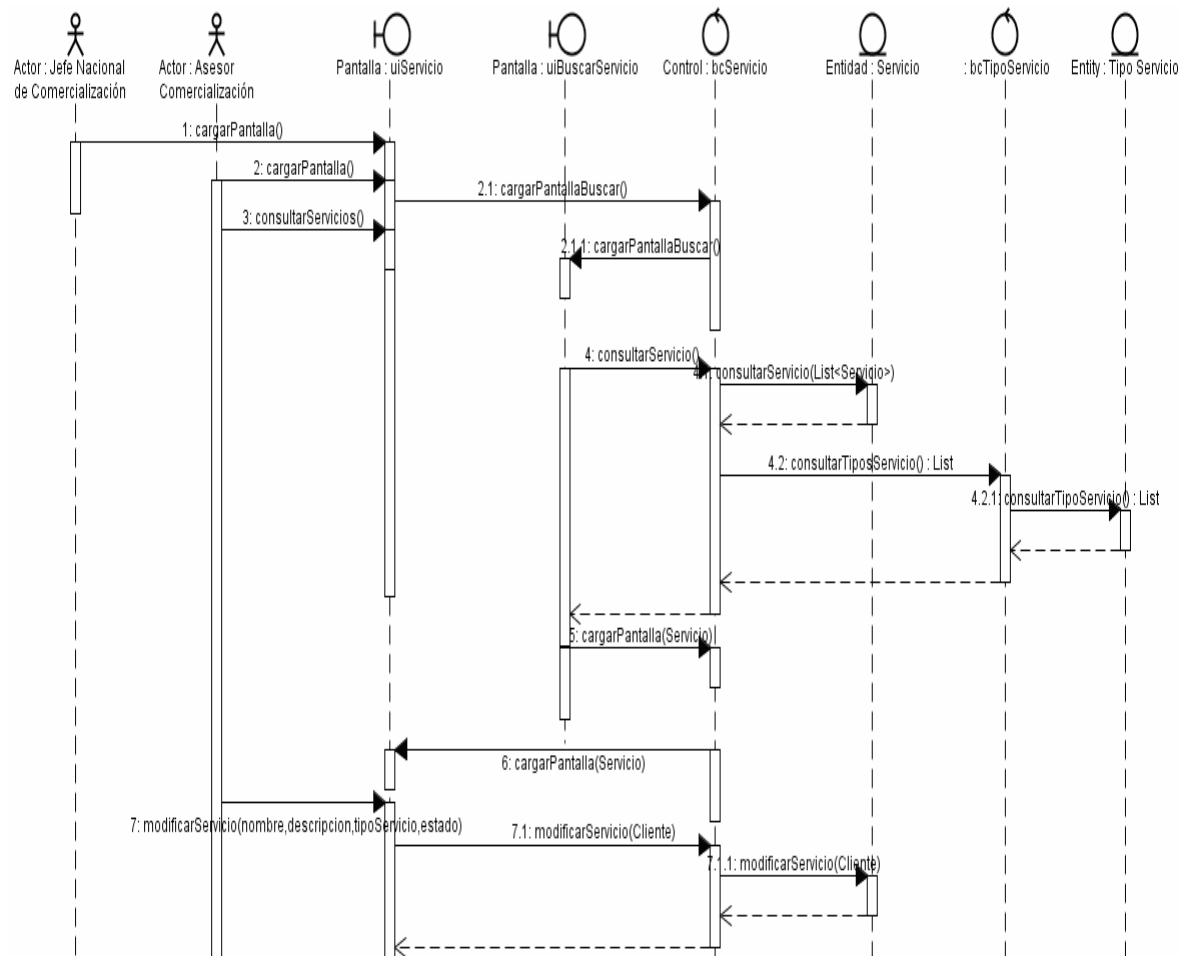 Actor : Jefe Nacional
de Comercialización
Actor : Asesor
Comercialización
Pantalla : uiServicio
Pantalla : uiBuscarServicio
Control : bcServicio
Entidad : Servicio
: bcTipoServicio
Entity : Tipo Servicio
1: cargarPantalla()
2: cargarPantalla()
2.1: cargarPantallaBuscar()
3: consultarServicios()
2.1.1: cargarPantallaBuscar()
4: consultarServicio()
4.1: consultarServicio(List<Servicio>)
4.2: consultarTiposServicio() : List
4.2.1: consultarTipoServicio() : List
5: cargarPantalla(Servicio)
6: cargarPantalla(Servicio)
7: modificarServicio(nombre,descripcion,tipoServicio,estado)
7.1: modificarServicio(Cliente)
7.1.1: modificarServicio(Cliente)